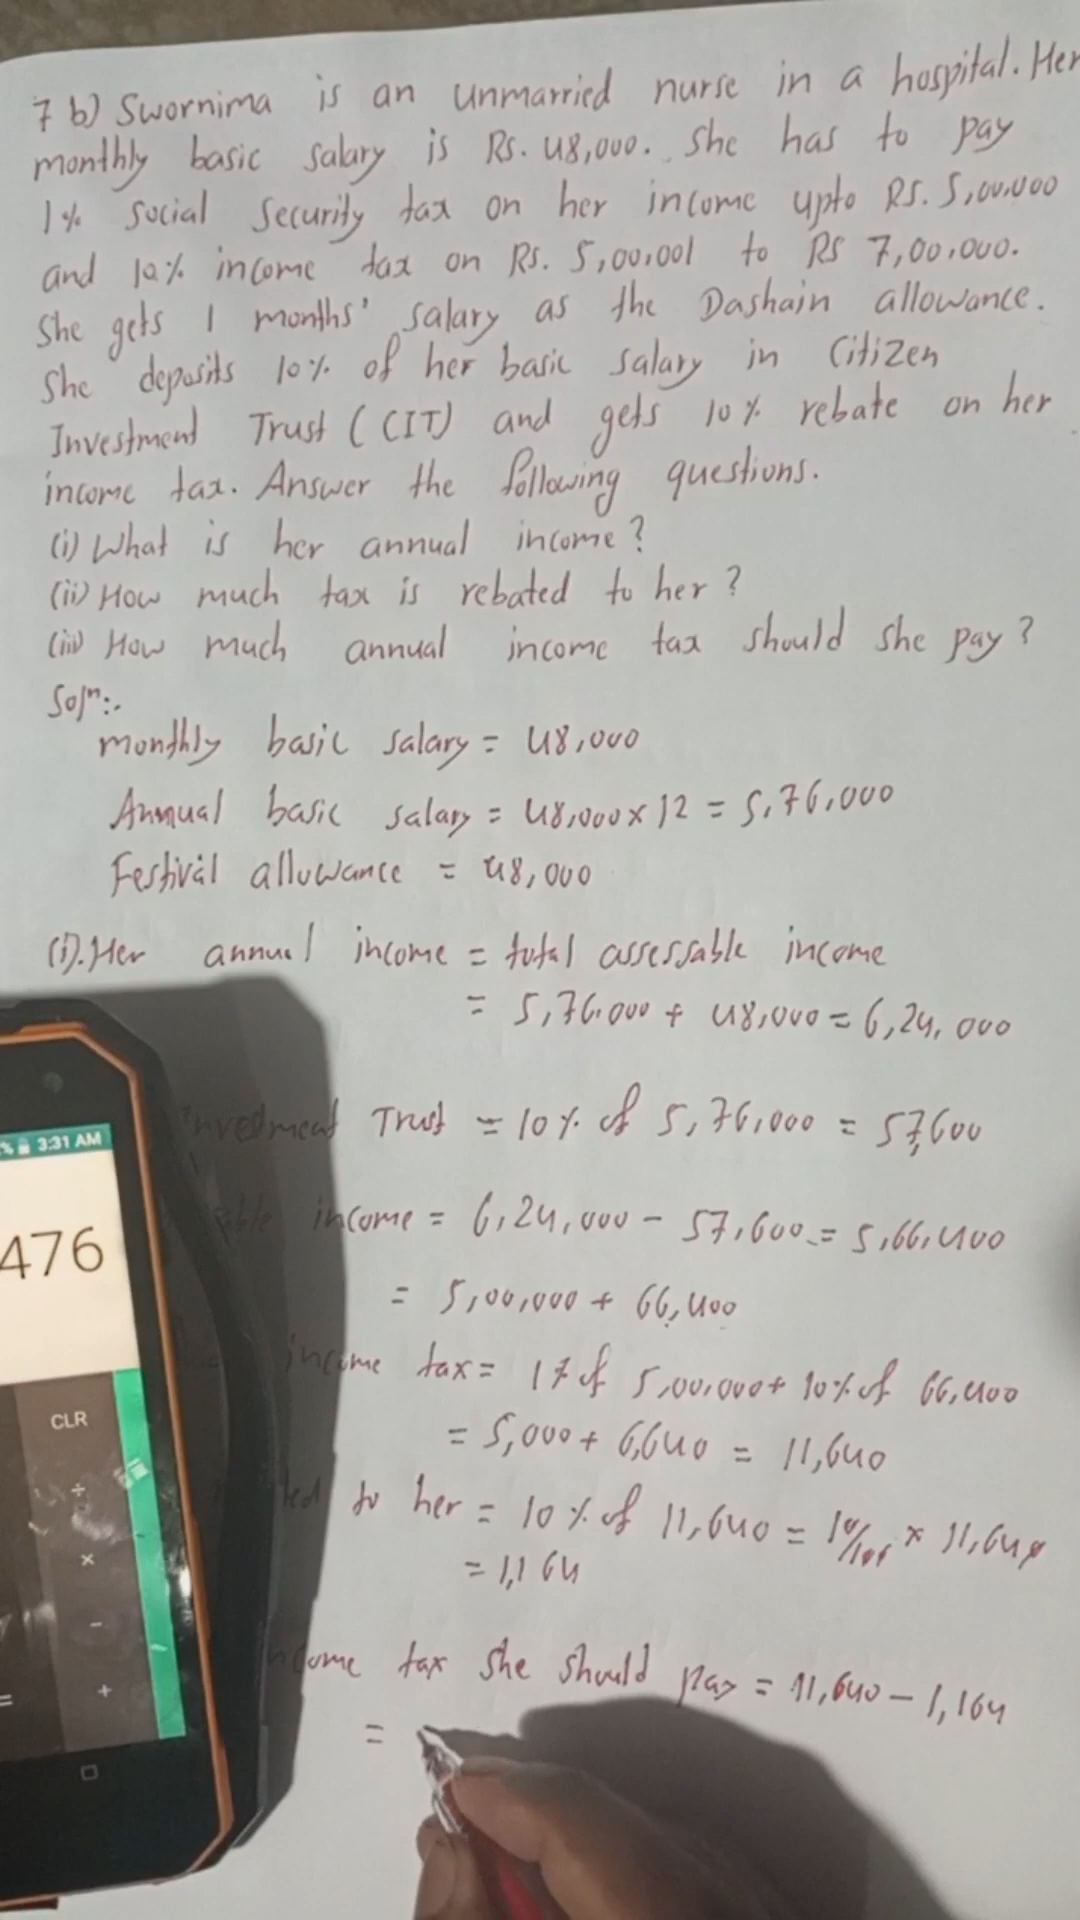 7 b) Swornima is an unmarried nurse in a hospital. Her
monthly basic salary is Rs. 48,000. She has to pay
1% social security tax on her income upto Rs. 5,00,000
and 10% income tax on Rs. 5,00,001 to Rs 7,00,000.
She gets 1 months' salary as the Dashain allowance.
She deposits 10% of her basic salary in Citizen
Investment Trust (CIT) and gets 10% rebate on her
income tax. Answer the following questions.
(i) What is her annual income?
(ii) How much tax is rebated to her?
(iii) How much annual income tax should she pay?
Solⁿ:-
monthly basic salary = 48,000
Annual basic salary = 48,000 x 12 = 5,76,000
Festival allowance = 48,000
(i). Her annual income = total assessable income
= 5,76,000 + 48,000 = 6,24,000
Investment Trust = 10% of 5,76,000 = 57,600
income = 6,24,000 - 57,600 = 5,66,400
= 5,00,000 + 66,400
income tax = 1% of 5,00,000 + 10% of 66,400
= 5,000 + 6,640 = 11,640
to her = 10% of 11,640 = 10/100 x 11,640
= 1,164
income tax she should pay = 11,640 - 1,164
=
% 3:31 AM
476
CLR
÷
×
-
= +